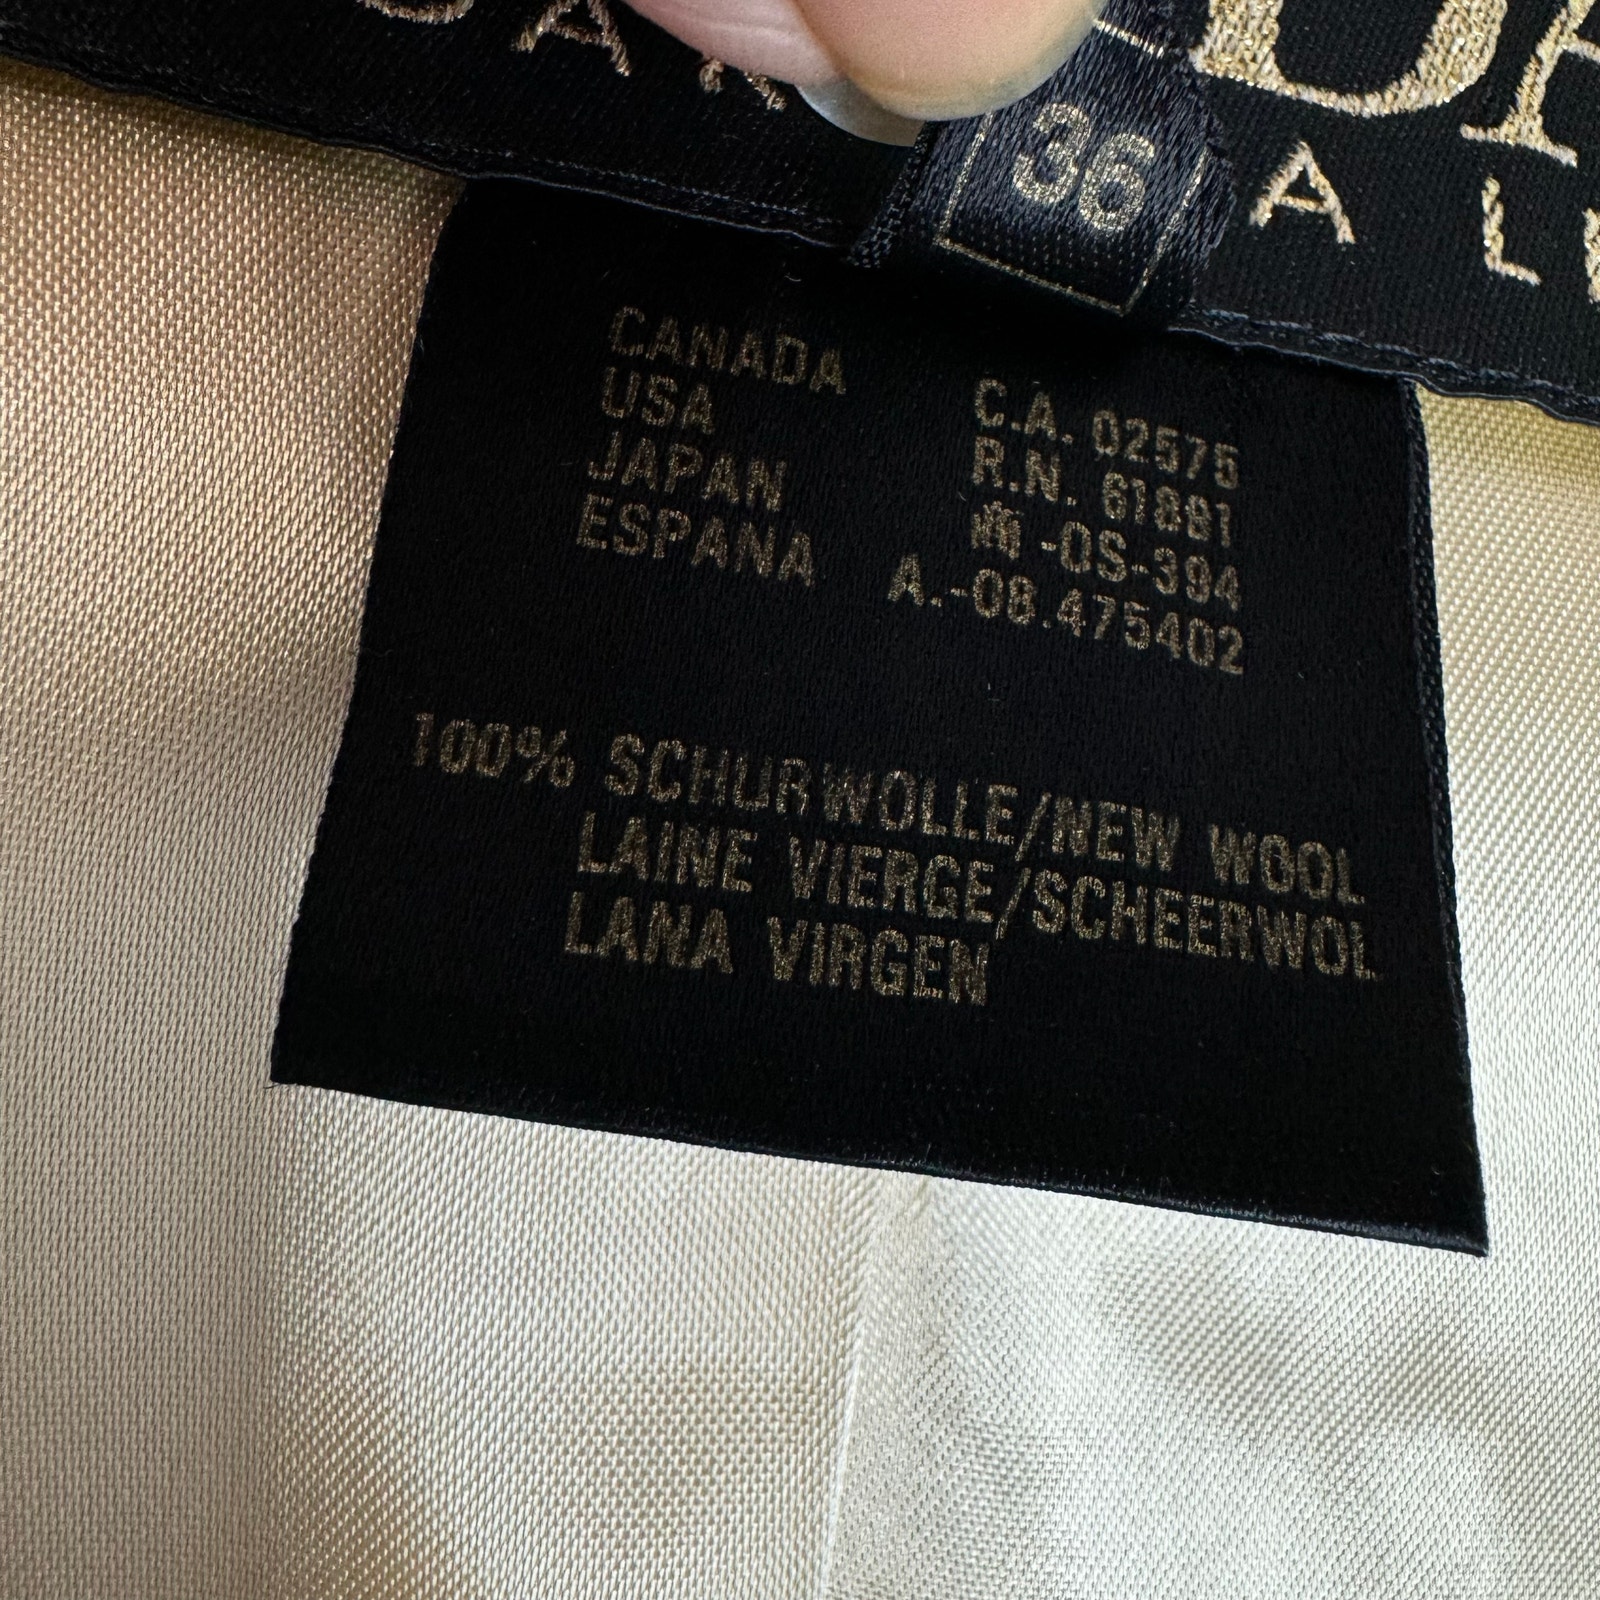 36
A L
CANADA C.A. 02575
USA R.N. 61881
JAPAN -OS-394
ESPANA A.-08.475402
100% SCHURWOLLE/NEW WOOL
LAINE VIERGE/SCHEERWOL
LANA VIRGEN